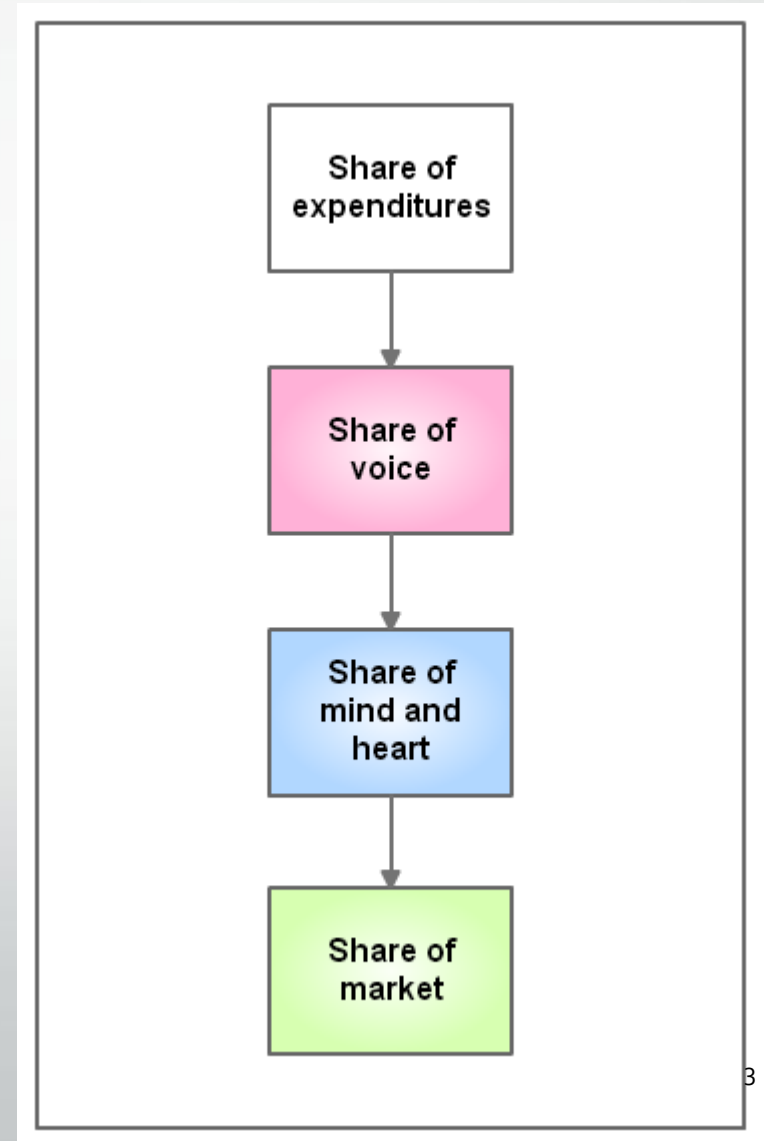 Share of
expenditures
Share of
voice
Share of
mind and
heart
Share of
market
3